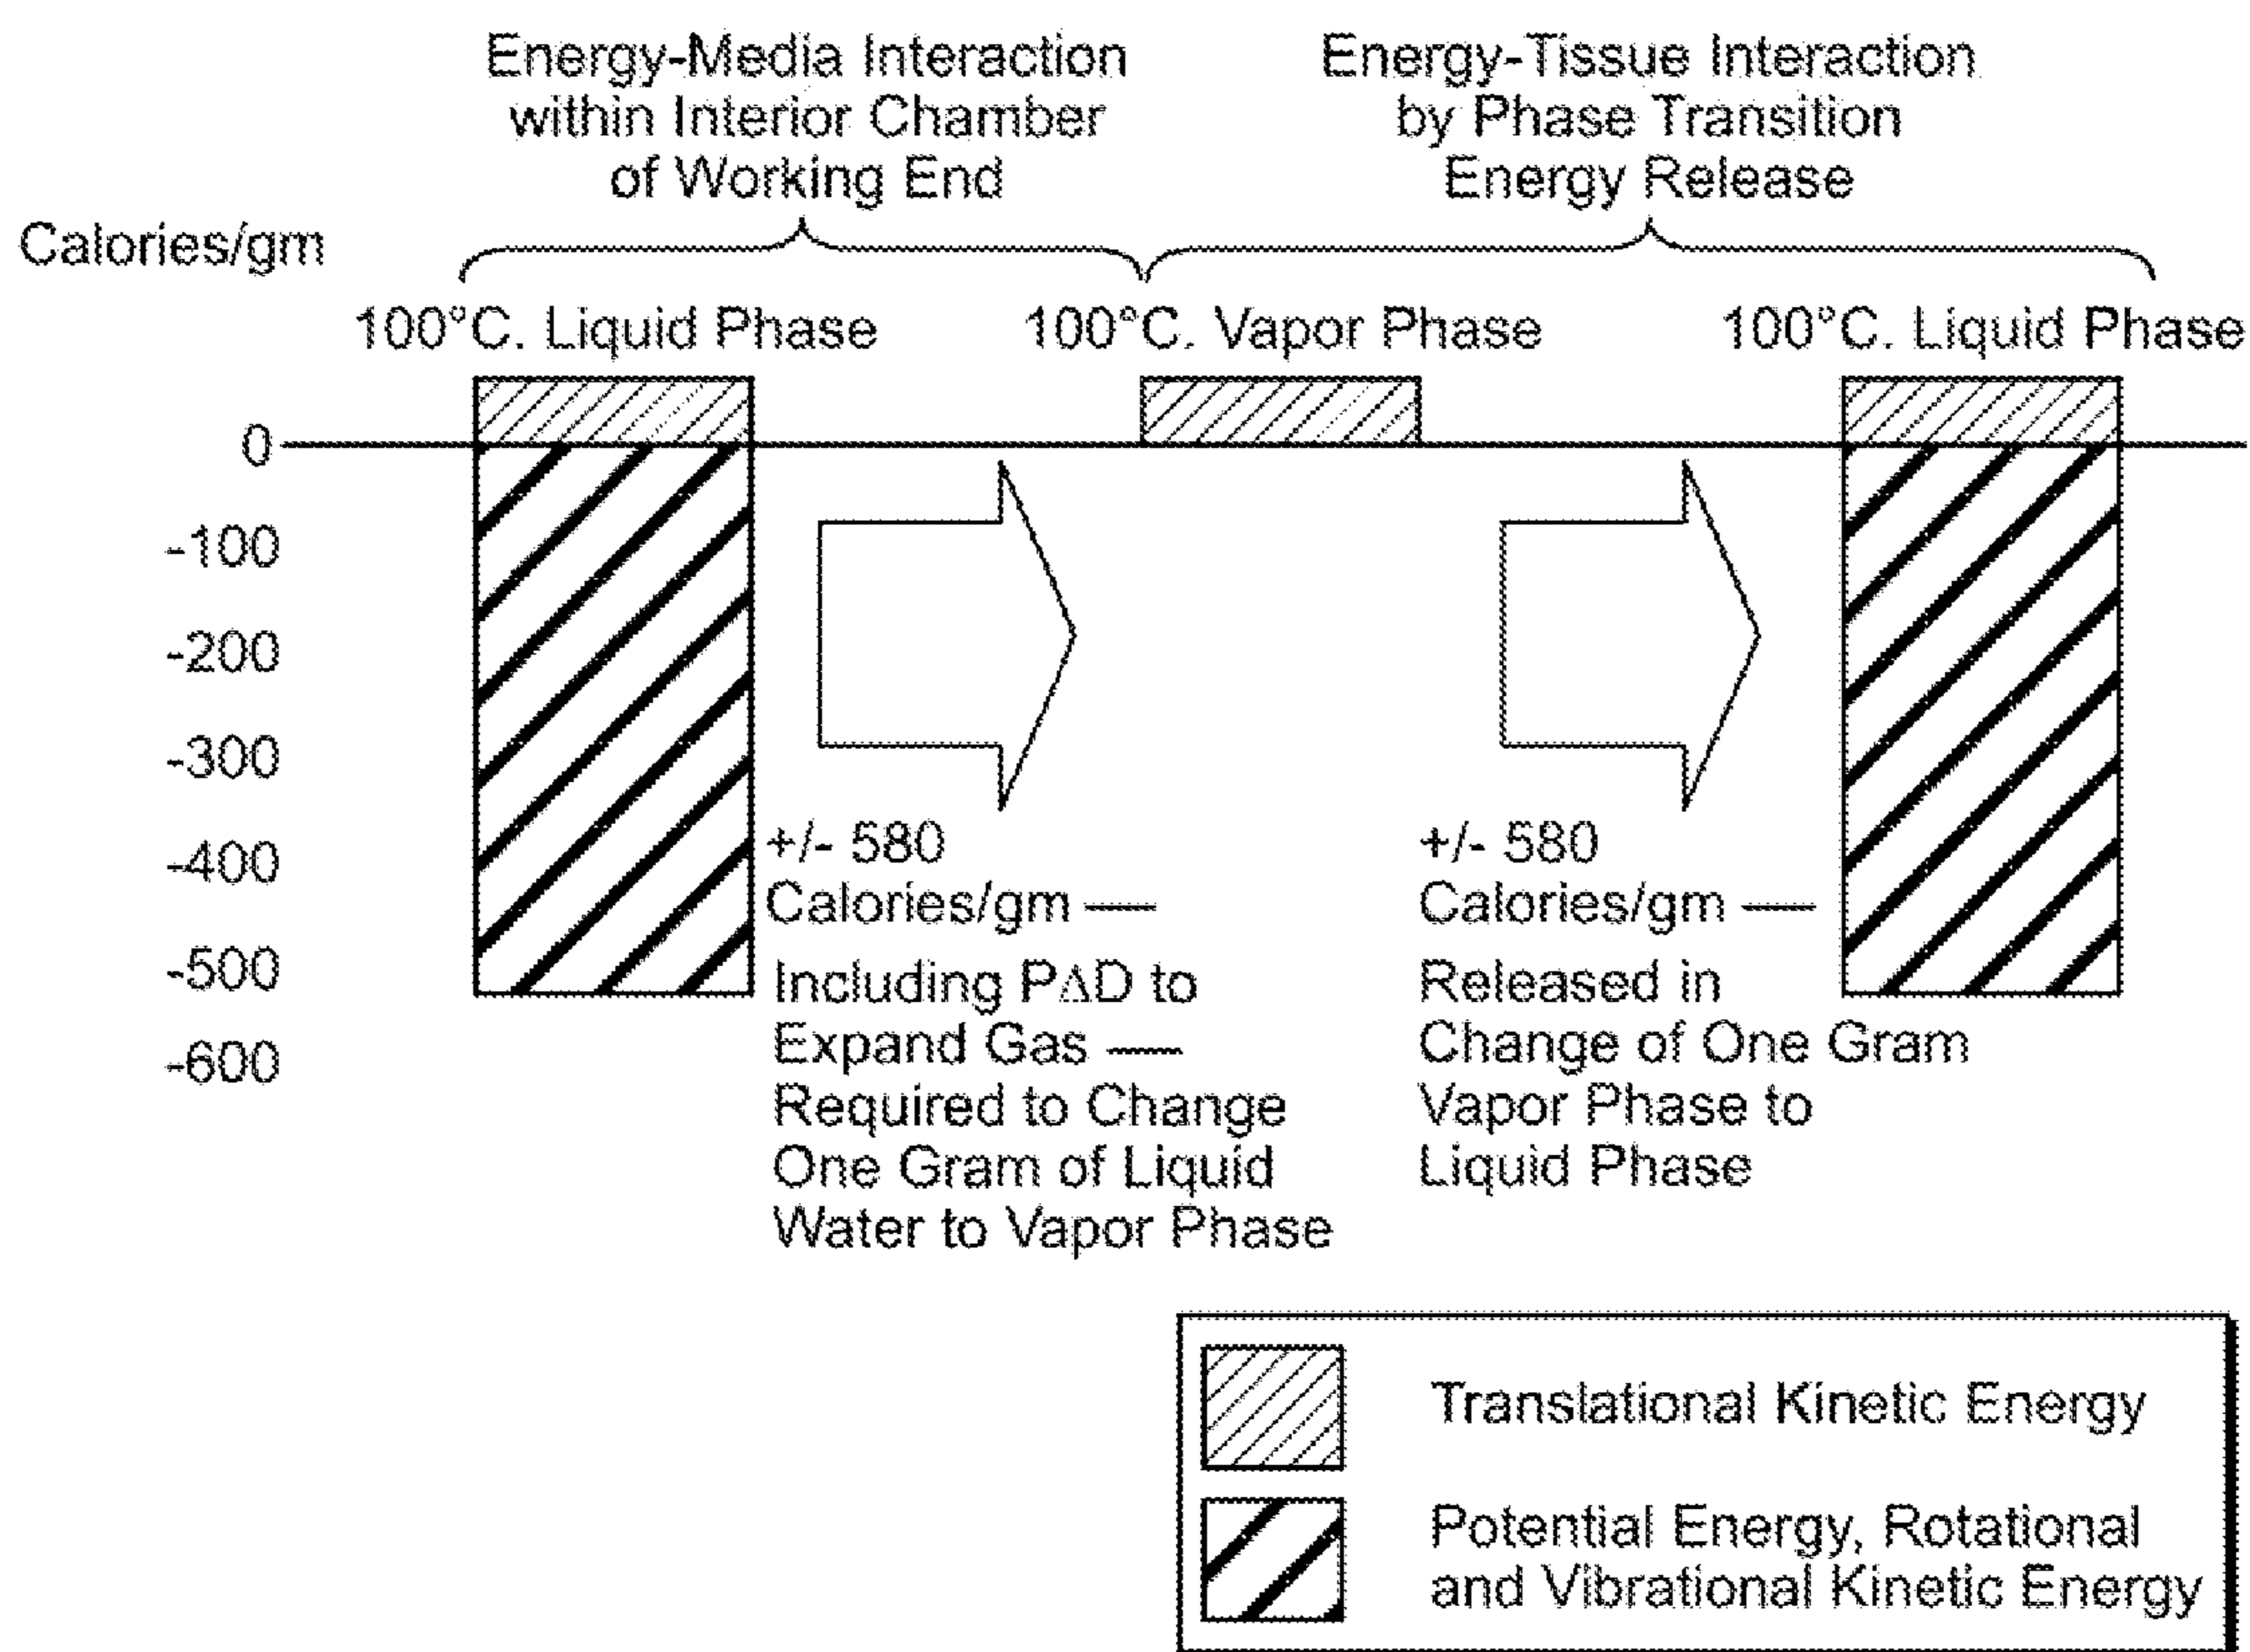 Energy-Media Interaction
within Interior Chamber
of Working End
Energy-Tissue Interaction
by Phase Transition
Energy Release
Calories/gm
100°C. Liquid Phase
100°C. Vapor Phase
100°C. Liquid Phase
0
-100
-200
-300
-400
-500
-600
+/- 580
Calories/gm —
Including PΔD to
Expand Gas —
Required to Change
One Gram of Liquid
Water to Vapor Phase
+/- 580
Calories/gm —
Released in
Change of One Gram
Vapor Phase to
Liquid Phase
Translational Kinetic Energy
Potential Energy, Rotational
and Vibrational Kinetic Energy